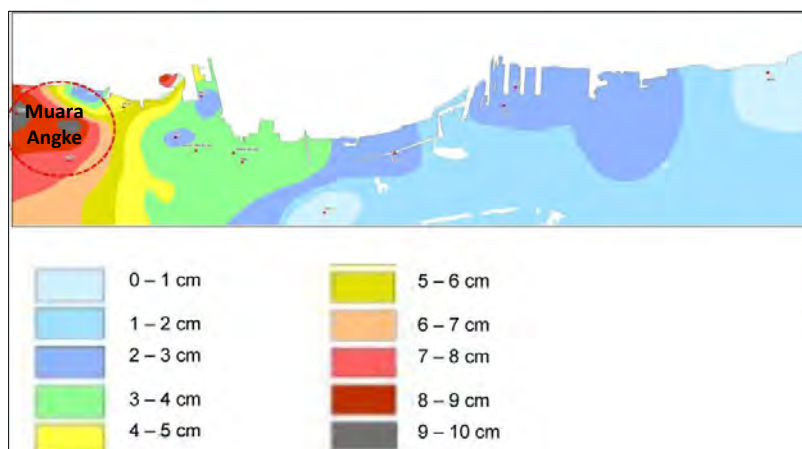 Muara
Angke
0 – 1 cm
1 – 2 cm
2 – 3 cm
3 – 4 cm
4 – 5 cm
5 – 6 cm
6 – 7 cm
7 – 8 cm
8 – 9 cm
9 – 10 cm